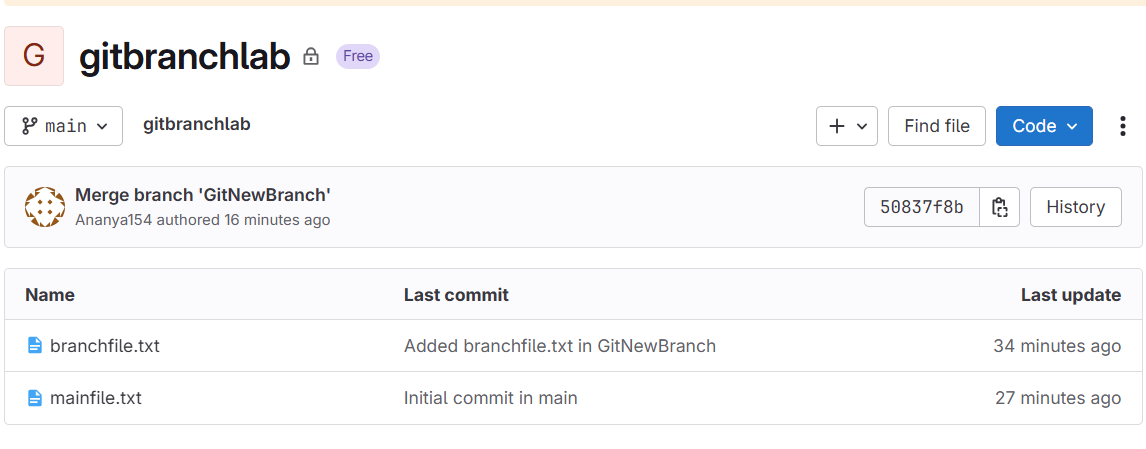 G
gitbranchlab Free
main gitbranchlab Find file Code
Merge branch 'GitNewBranch'
Ananya154 authored 16 minutes ago
50837f8b History
Name Last commit Last update
branchfile.txt Added branchfile.txt in GitNewBranch 34 minutes ago
mainfile.txt Initial commit in main 27 minutes ago